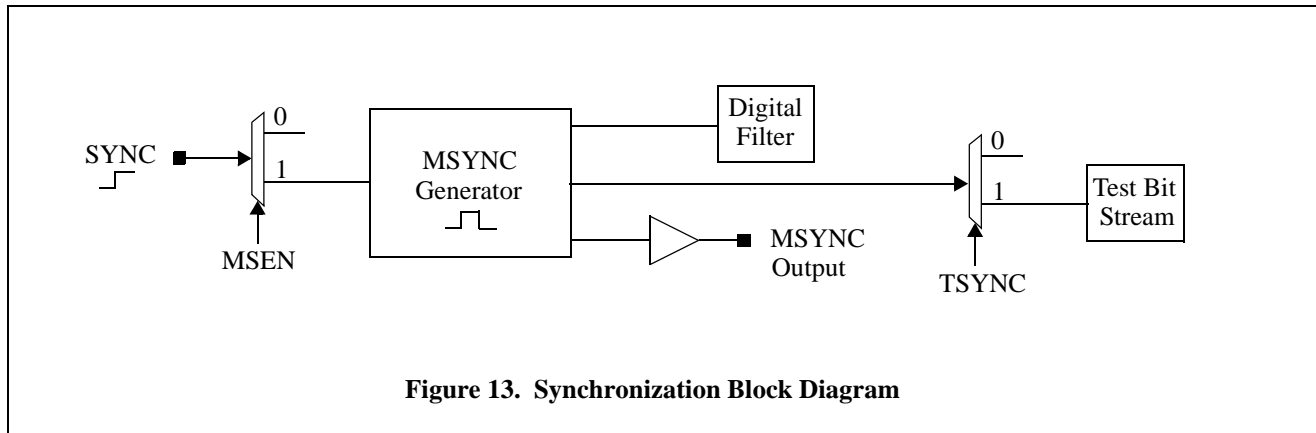 SYNC
0
1
MSEN
MSYNC
Generator
Digital
Filter
MSYNC
Output
0
1
TSYNC
Test Bit
Stream
Figure 13. Synchronization Block Diagram